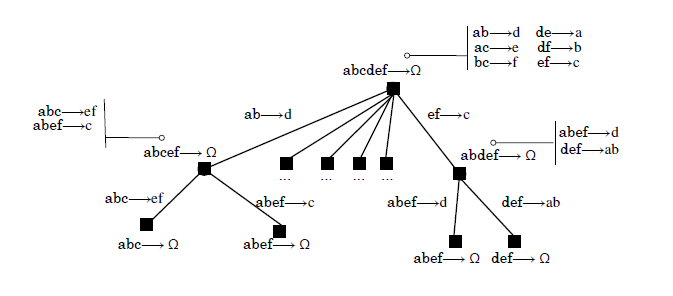 ab⟶d de⟶a
ac⟶e df⟶b
bc⟶f ef⟶c
abcdef⟶Ω
abc⟶ef
abef⟶c
ab⟶d
ef⟶c
abef⟶d
def⟶ab
abcef⟶ Ω
abdef⟶ Ω
... ... ... ...
abc⟶ef
abef⟶c
abef⟶d
def⟶ab
abc⟶ Ω
abef⟶ Ω
abef⟶ Ω
def⟶ Ω